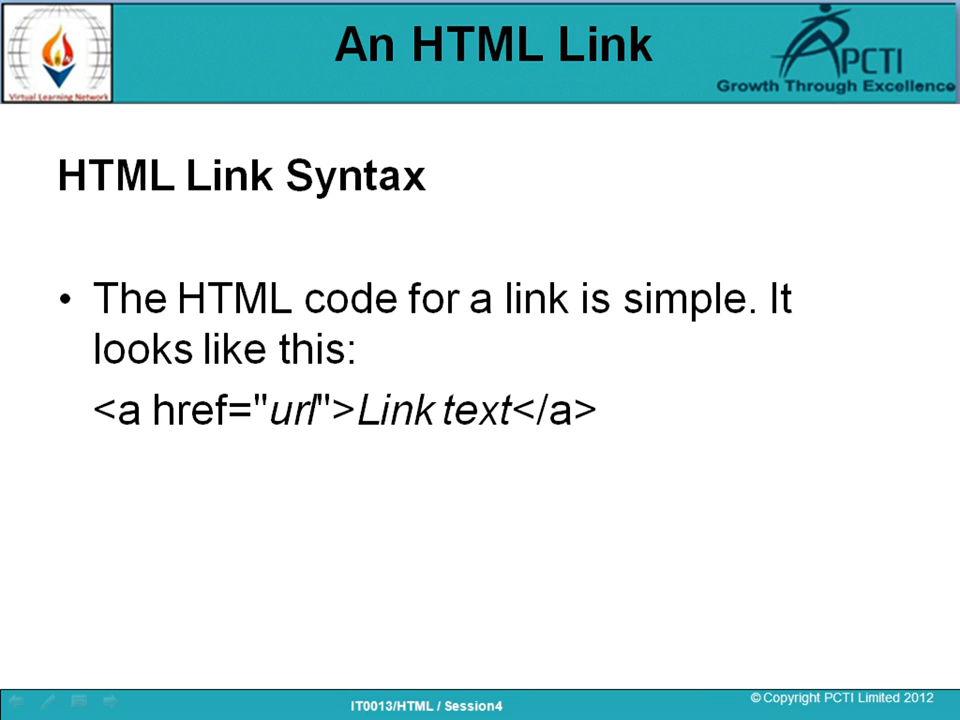 An HTML Link
Virtual Learning Network
PCTI
Growth Through Excellence
HTML Link Syntax
• The HTML code for a link is simple. It
looks like this:
<a href="url">Link text</a>
IT0013/HTML / Session4
© Copyright PCTI Limited 2012